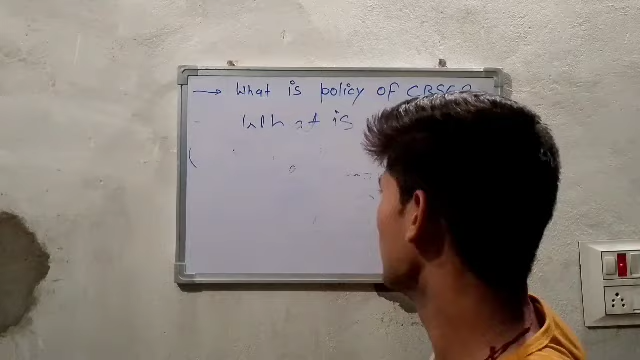 → What is policy of CBSE?
What is